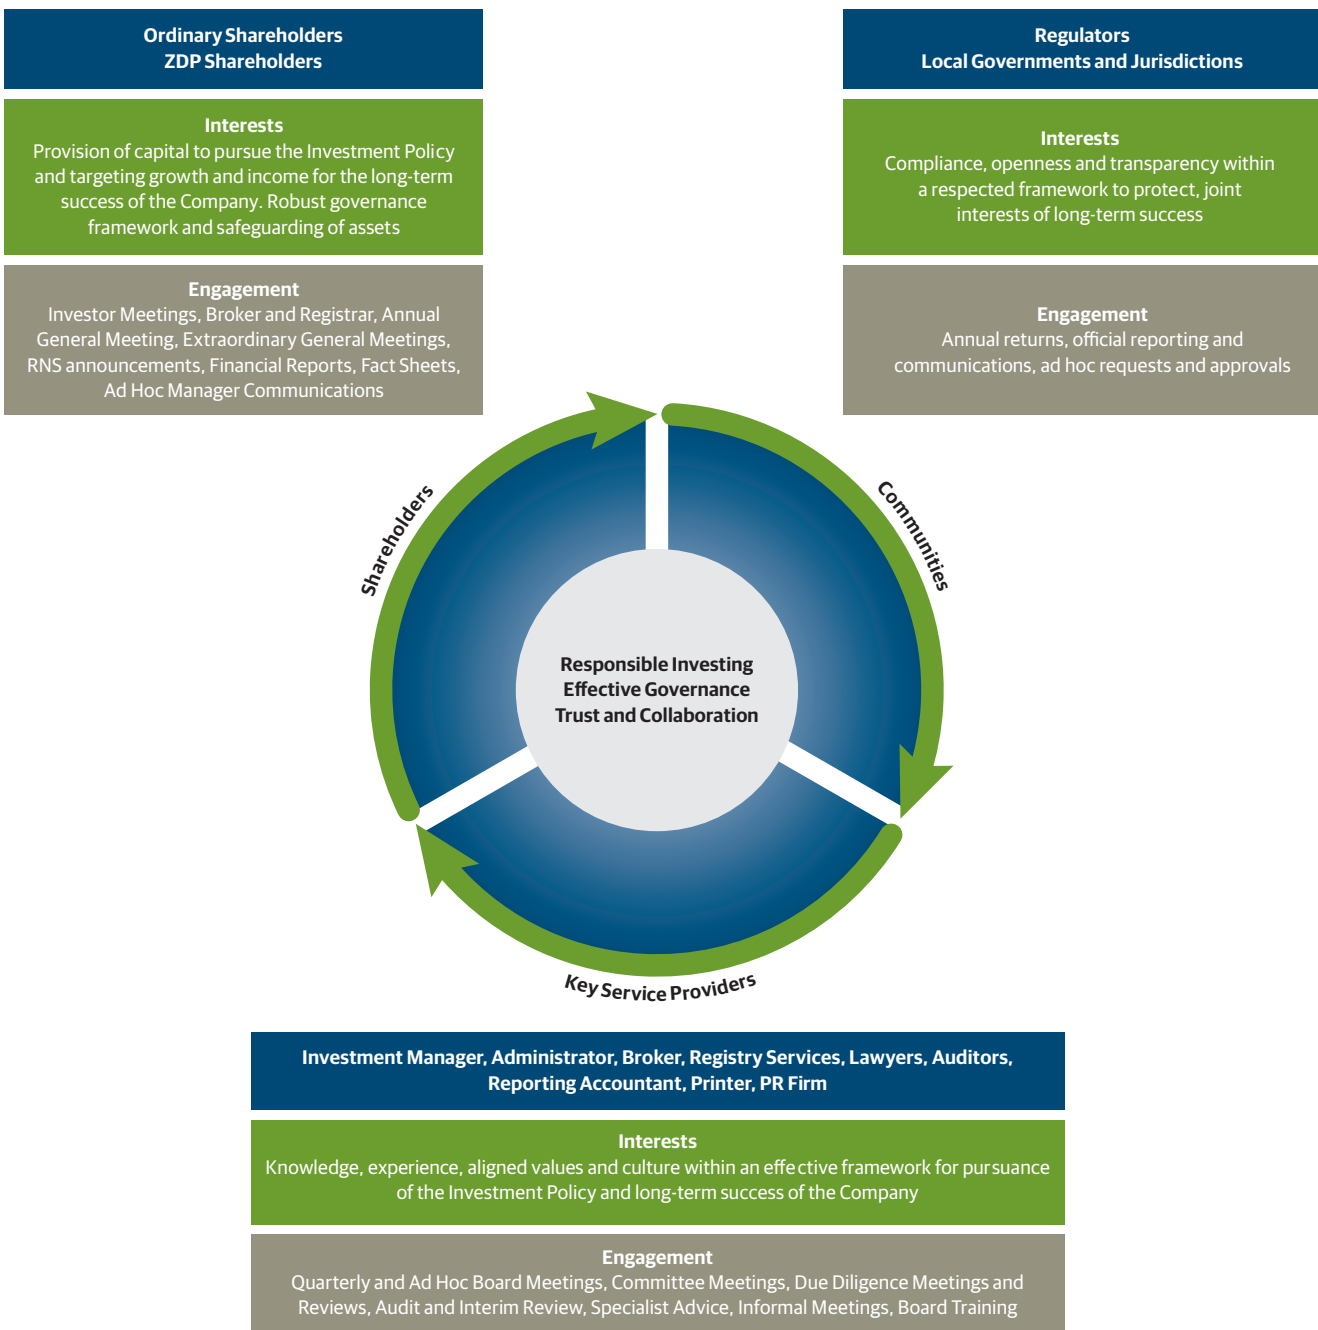 Ordinary Shareholders
ZDP Shareholders
Interests
Provision of capital to pursue the Investment Policy
and targeting growth and income for the long-term
success of the Company. Robust governance
framework and safeguarding of assets
Engagement
Investor Meetings, Broker and Registrar, Annual
General Meeting, Extraordinary General Meetings,
RNS announcements, Financial Reports, Fact Sheets,
Ad Hoc Manager Communications
Regulators
Local Governments and Jurisdictions
Interests
Compliance, openness and transparency within
a respected framework to protect, joint
interests of long-term success
Engagement
Annual returns, official reporting and
communications, ad hoc requests and approvals
Shareholders
Communities
Responsible Investing
Effective Governance
Trust and Collaboration
Key Service Providers
Investment Manager, Administrator, Broker, Registry Services, Lawyers, Auditors,
Reporting Accountant, Printer, PR Firm
Interests
Knowledge, experience, aligned values and culture within an effective framework for pursuance
of the Investment Policy and long-term success of the Company
Engagement
Quarterly and Ad Hoc Board Meetings, Committee Meetings, Due Diligence Meetings and
Reviews, Audit and Interim Review, Specialist Advice, Informal Meetings, Board Training